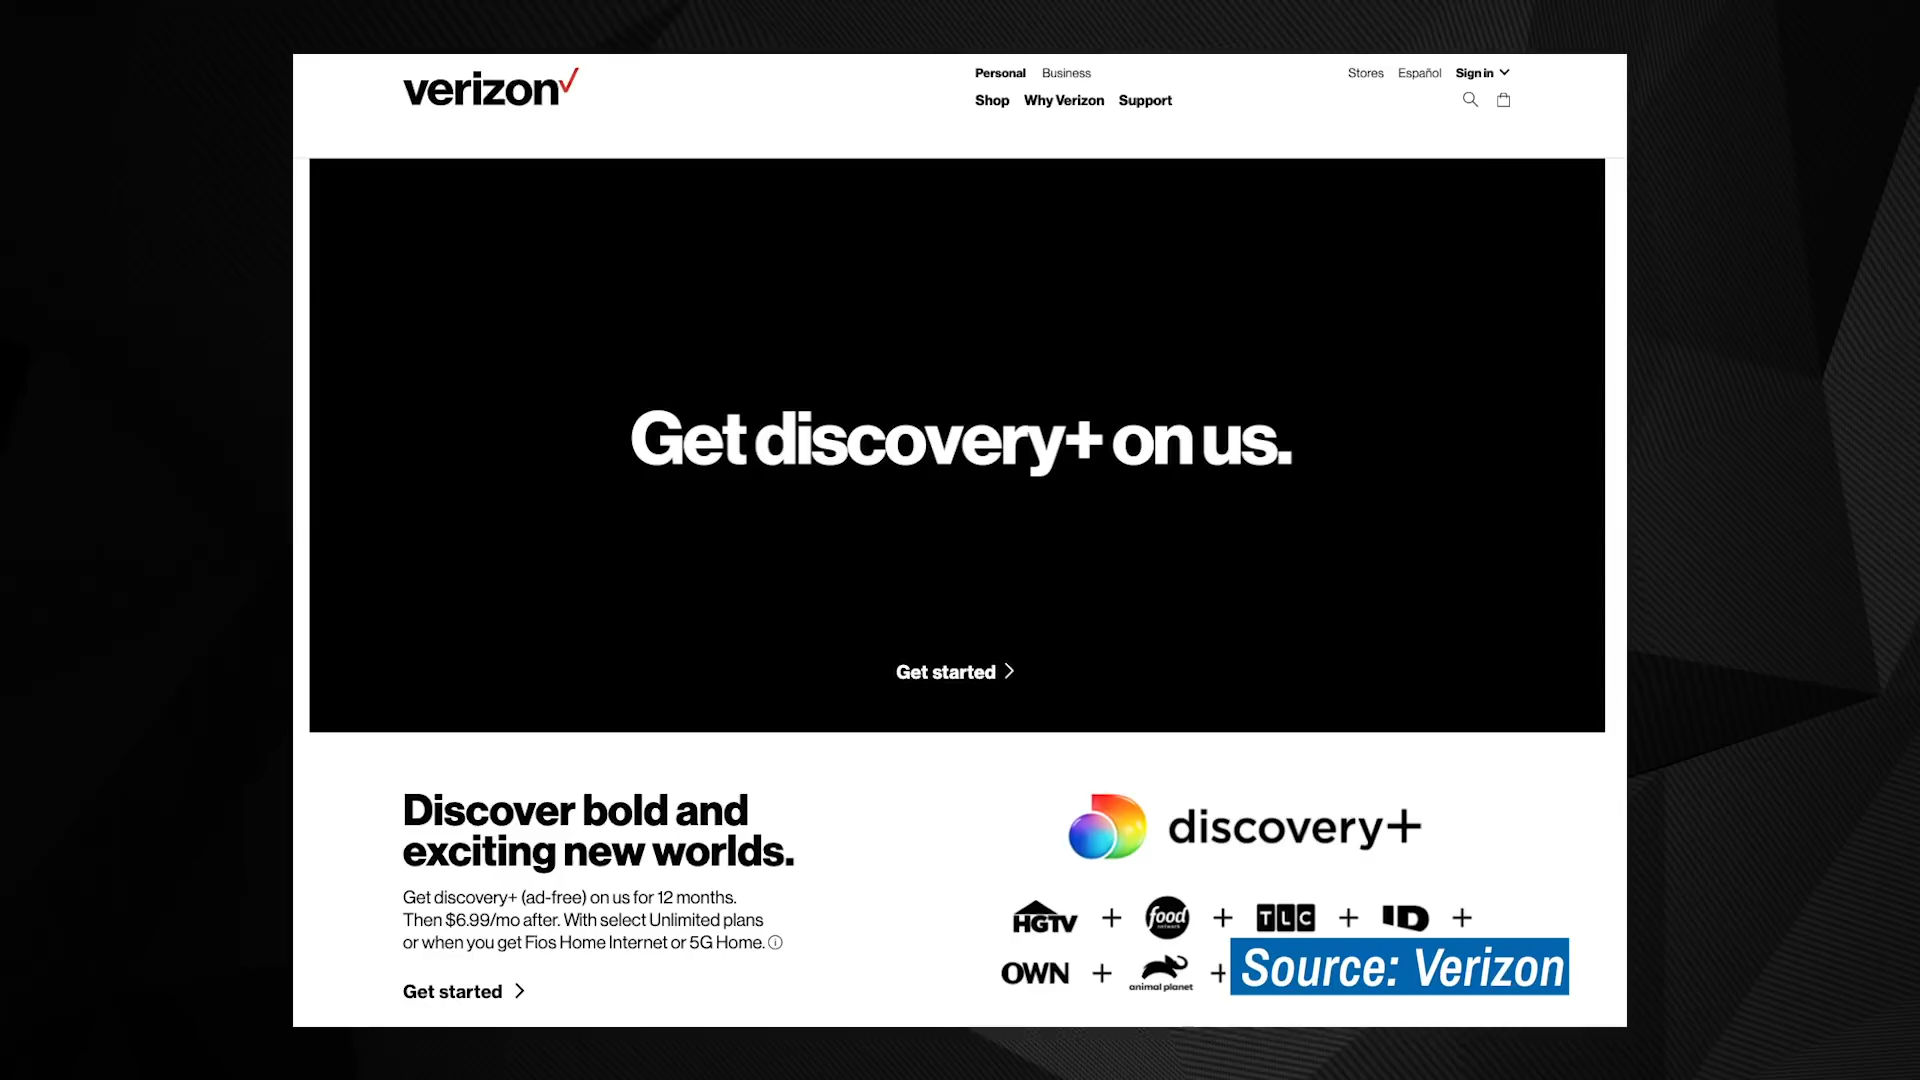 verizon
Personal Business
Stores Español Sign in
Shop Why Verizon Support
Get discovery+ on us.
Get started
Discover bold and
exciting new worlds.
Get discovery+ (ad-free) on us for 12 months.
Then $6.99/mo after. With select Unlimited plans
or when you get Fios Home Internet or 5G Home.
Get started
discovery+
HGTV + food network + TLC + ID +
OWN + animal planet +
Source: Verizon